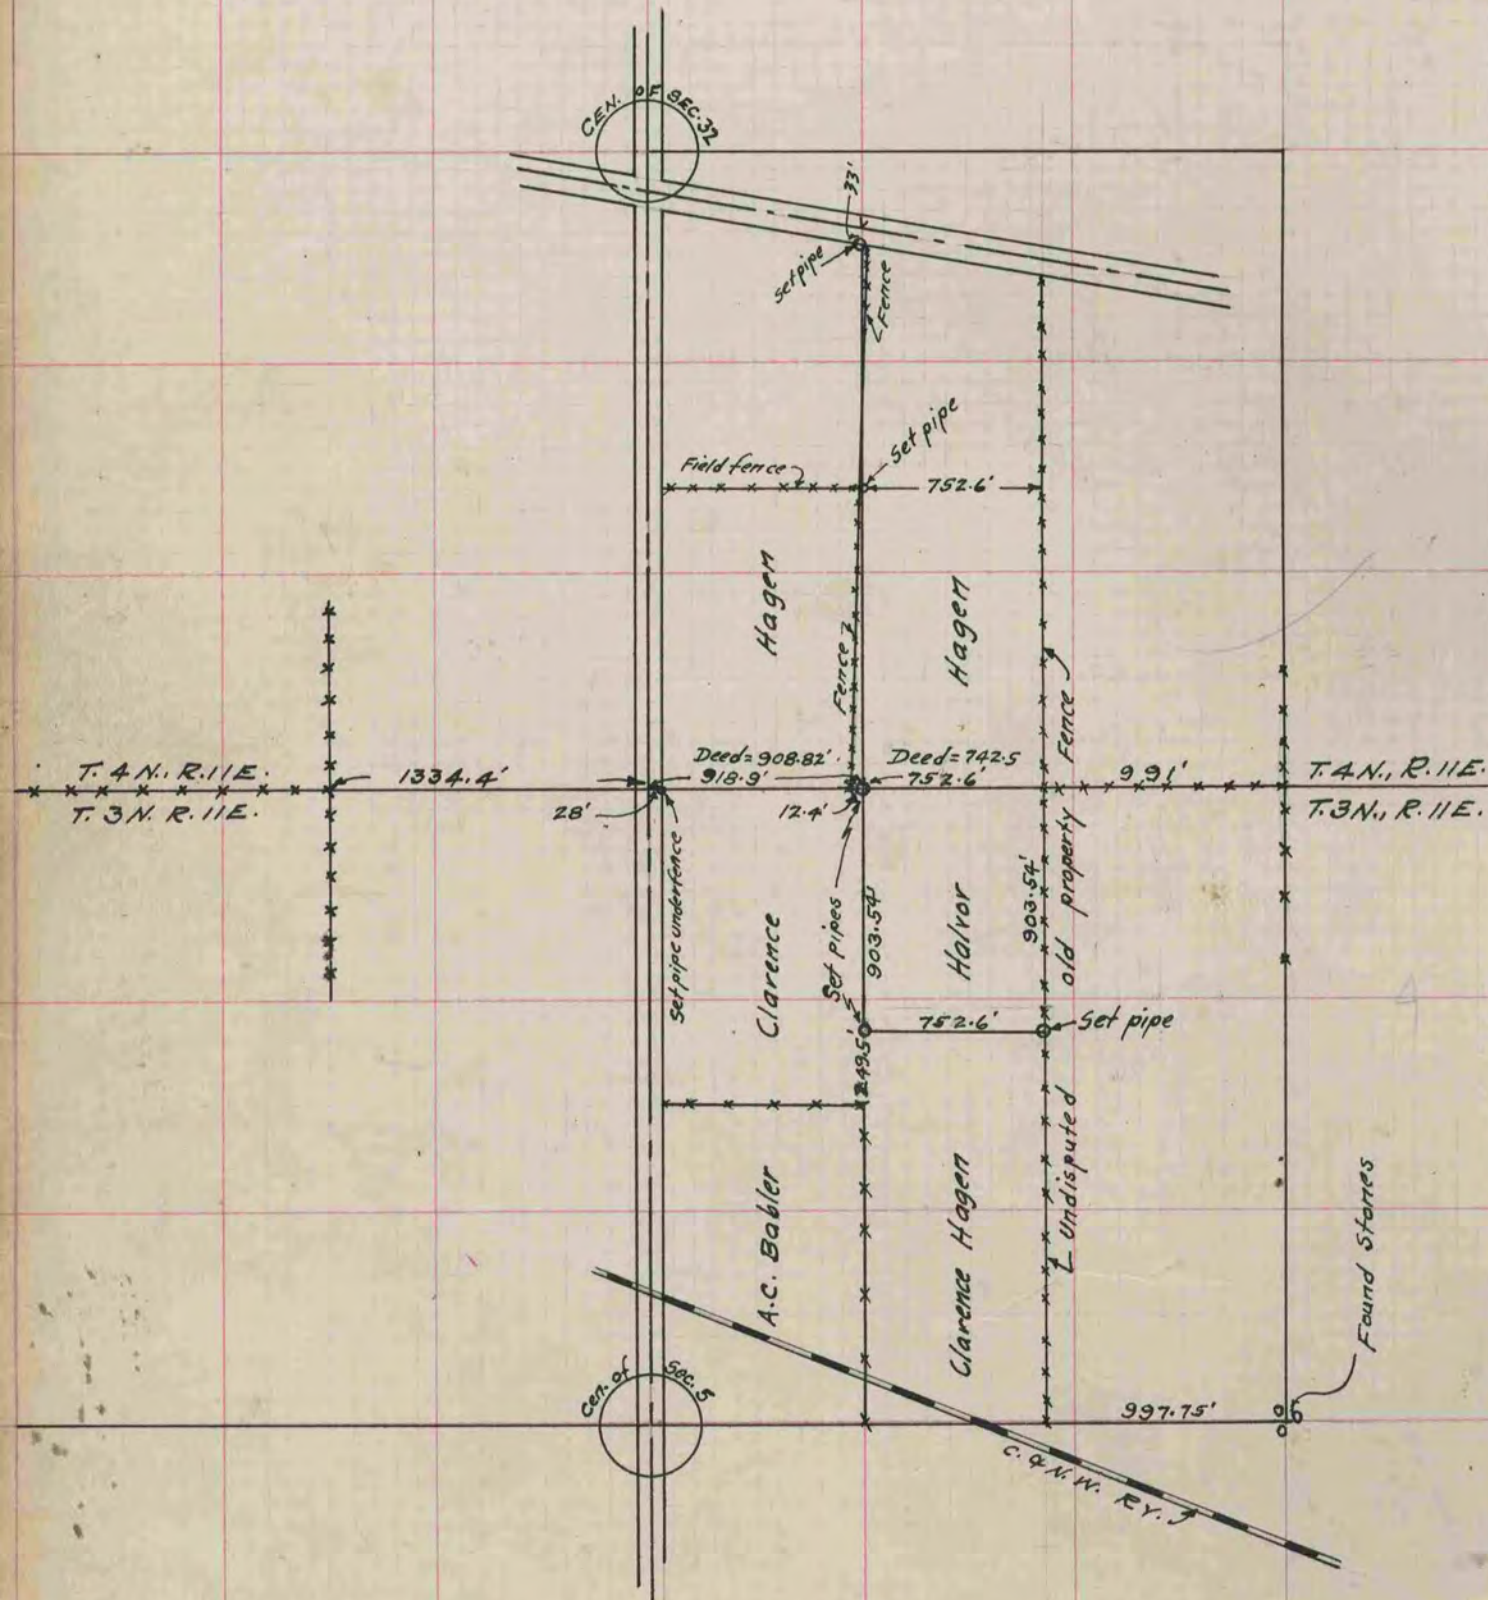 CEN. OF SEC. 32
33'
set pipe
Fence
Set pipe
Field fence
752.6'
Hagen
Hagen
Fence
Fence
Deed=908.82'
Deed=742.5
T. 4 N., R. 11 E.
1334.4'
918.9'
752.6'
991'
T. 4 N., R. 11 E.
T. 3 N. R. 11 E.
28'
12.4'
T. 3 N., R. 11 E.
set pipe under fence
Clarence
Set pipes
903.54'
Halvor
903.54'
old property
752.6'
Set pipe
249.5'
A.C. Babler
Clarence Hagen
Undisputed
Found Stones
Cen. of Sec. 5
997.75'
C. & N. W. RY.